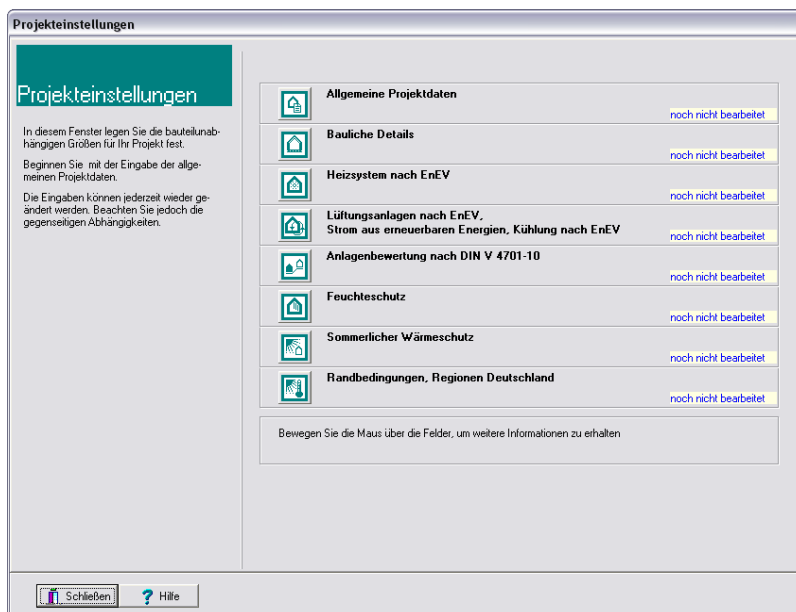 Projekteinstellungen
Projekteinstellungen
In diesem Fenster legen Sie die bauteilunab-
hängigen Größen für Ihr Projekt fest.
Beginnen Sie mit der Eingabe der allge-
meinen Projektdaten.
Die Eingaben können jederzeit wieder ge-
ändert werden. Beachten Sie jedoch die
gegenseitigen Abhängigkeiten.
Allgemeine Projektdaten
noch nicht bearbeitet
Bauliche Details
noch nicht bearbeitet
Heizsystem nach EnEV
noch nicht bearbeitet
Lüftungsanlagen nach EnEV,
Strom aus erneuerbaren Energien, Kühlung nach EnEV
noch nicht bearbeitet
Anlagenbewertung nach DIN V 4701-10
noch nicht bearbeitet
Feuchteschutz
noch nicht bearbeitet
Sommerlicher Wärmeschutz
noch nicht bearbeitet
Randbedingungen, Regionen Deutschland
noch nicht bearbeitet
Bewegen Sie die Maus über die Felder, um weitere Informationen zu erhalten
Schließen
? Hilfe